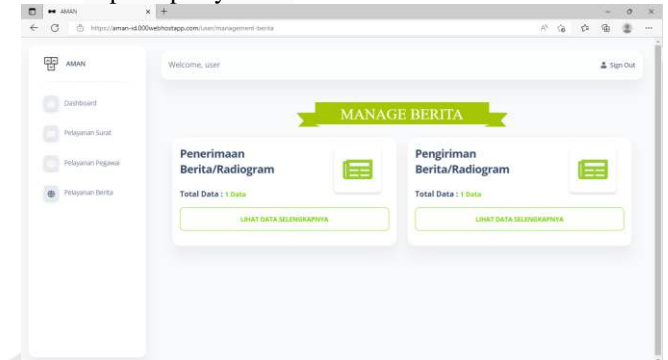 AMAN
https://aman-id.000webhostapp.com/user/management-berita
AMAN
Welcome, user
Sign Out
Dashboard
Pelayanan Surat
Pelayanan Pegawai
Pelayanan Berita
MANAGE BERITA
Penerimaan
Berita/Radiogram
Total Data : 1 Data
LIHAT DATA SELENGKAPNYA
Pengiriman
Berita/Radiogram
Total Data : 1 Data
LIHAT DATA SELENGKAPNYA